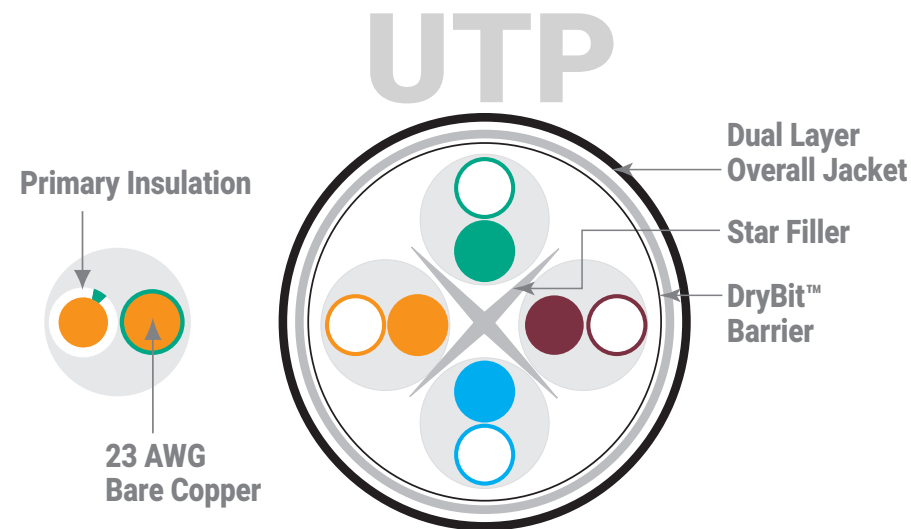 UTP
Primary Insulation
23 AWG
Bare Copper
Dual Layer
Overall Jacket
Star Filler
DryBit™
Barrier